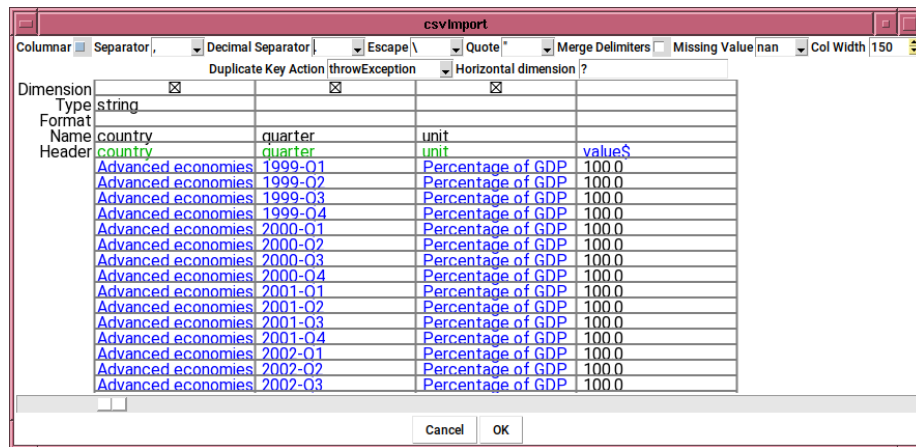 csvImport
Columnar Separator , Decimal Separator . Escape \ Quote " Merge Delimiters Missing Value nan Col Width 150
Duplicate Key Action throwException Horizontal dimension ?
Dimension
Type string
Format
Name country quarter unit
Header country quarter unit value$
Advanced economies 1999-Q1 Percentage of GDP 100.0
Advanced economies 1999-Q2 Percentage of GDP 100.0
Advanced economies 1999-Q3 Percentage of GDP 100.0
Advanced economies 1999-Q4 Percentage of GDP 100.0
Advanced economies 2000-Q1 Percentage of GDP 100.0
Advanced economies 2000-Q2 Percentage of GDP 100.0
Advanced economies 2000-Q3 Percentage of GDP 100.0
Advanced economies 2000-Q4 Percentage of GDP 100.0
Advanced economies 2001-Q1 Percentage of GDP 100.0
Advanced economies 2001-Q2 Percentage of GDP 100.0
Advanced economies 2001-Q3 Percentage of GDP 100.0
Advanced economies 2001-Q4 Percentage of GDP 100.0
Advanced economies 2002-Q1 Percentage of GDP 100.0
Advanced economies 2002-Q2 Percentage of GDP 100.0
Advanced economies 2002-Q3 Percentage of GDP 100.0
Cancel OK